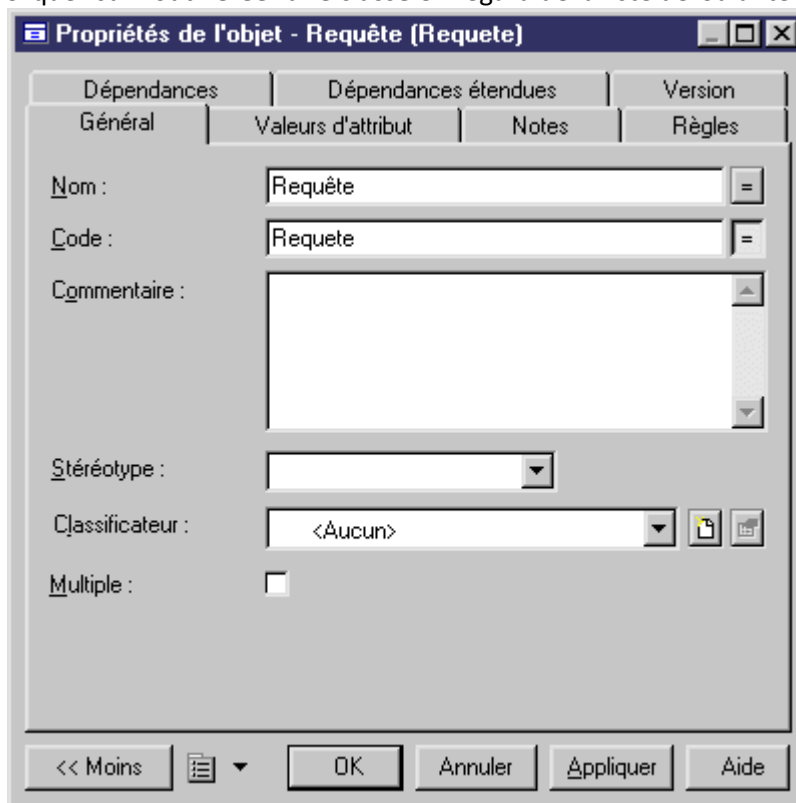 Propriétés de l'objet - Requête (Requete)
Dépendances Dépendances étendues Version
Général Valeurs d'attribut Notes Règles
Nom : Requête =
Code : Requete =
Commentaire :
Stéréotype :
Classificateur : <Aucun>
Multiple :
<< Moins OK Annuler Appliquer Aide